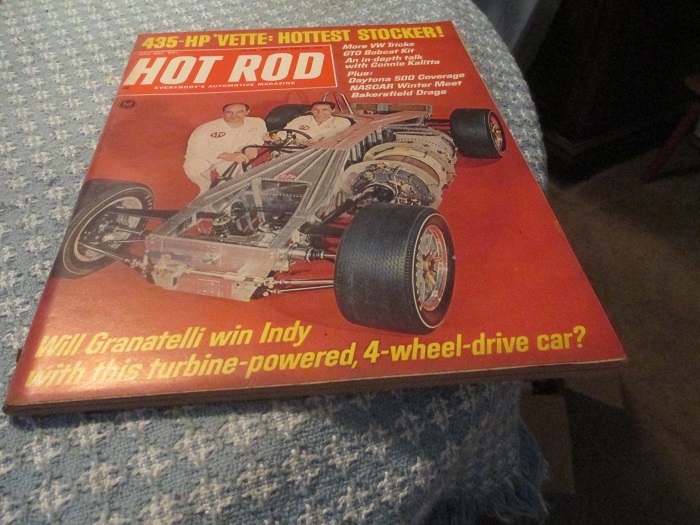 435-HP 'VETTE: HOTTEST STOCKER!
HOT ROD
EVERYBODY'S AUTOMOTIVE MAGAZINE
More VW Tricks
GTO Bobcat Kit
An in-depth talk
with Connie Kalitta
Plus:
Daytona 500 Coverage
NASCAR Winter Meet
Bakersfield Drags
STP
Will Granatelli win Indy
with this turbine-powered, 4-wheel-drive car?